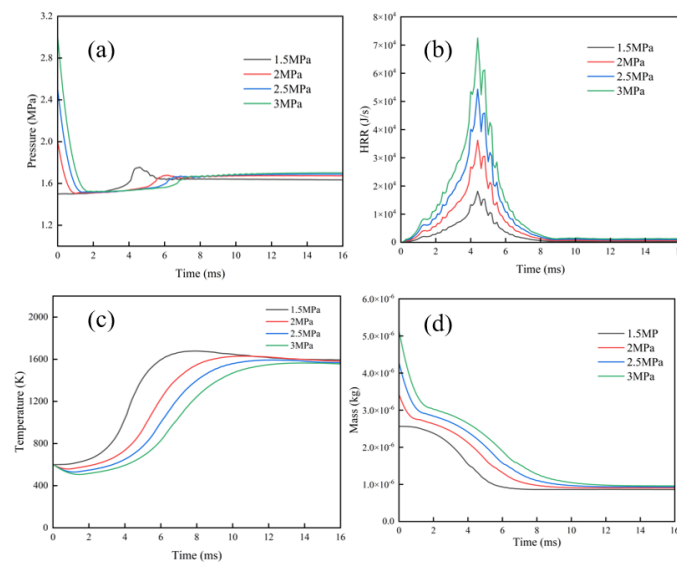 (a)
1.5MPa
2MPa
2.5MPa
3MPa
Pressure (MPa)
3.2
2.8
2.4
2.0
1.6
1.2
0 2 4 6 8 10 12 14 16
Time (ms)
(b)
1.5MPa
2MPa
2.5MPa
3MPa
HRR (J/s)
8×10⁴
7×10⁴
6×10⁴
5×10⁴
4×10⁴
3×10⁴
2×10⁴
1×10⁴
0
0 2 4 6 8 10 12 14 16
Time (ms)
(c)
1.5MPa
2MPa
2.5MPa
3MPa
Temperature (K)
2000
1600
1200
800
400
0
0 2 4 6 8 10 12 14 16
Time (ms)
(d)
1.5MP
2MPa
2.5MPa
3MPa
Mass (kg)
6.0×10⁻⁶
5.0×10⁻⁶
4.0×10⁻⁶
3.0×10⁻⁶
2.0×10⁻⁶
1.0×10⁻⁶
0.0
0 2 4 6 8 10 12 14 16
Time (ms)